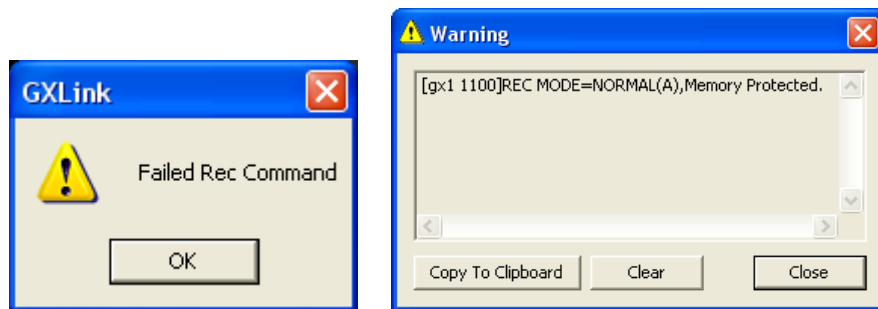 GXLink
Failed Rec Command
OK
Warning
[gx1 1100]REC MODE=NORMAL(A),Memory Protected.
Copy To Clipboard
Clear
Close